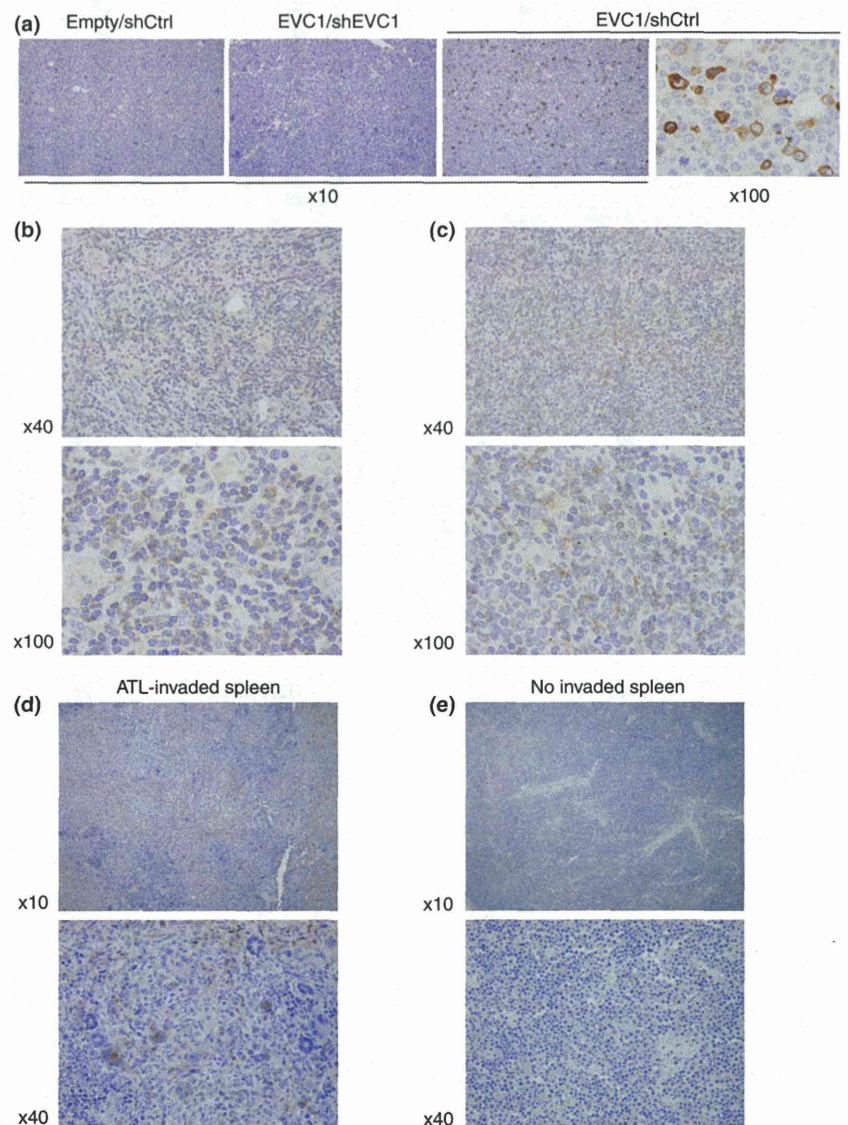 (a)
Empty/shCtrl
EVC1/shEVC1
EVC1/shCtrl
x10
x100
(b)
x40
x100
(c)
x40
x100
ATL-invaded spleen
(d)
x10
x40
No invaded spleen
(e)
x10
x40